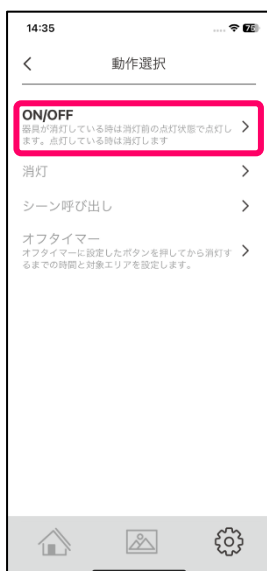 14:35
動作選択
ON/OFF
器具が消灯している時は消灯前の点灯状態で点灯し
ます。点灯している時は消灯します
消灯
シーン呼び出し
オフタイマー
オフタイマーに設定したボタンを押してから消灯す
るまでの時間と対象エリアを設定します。